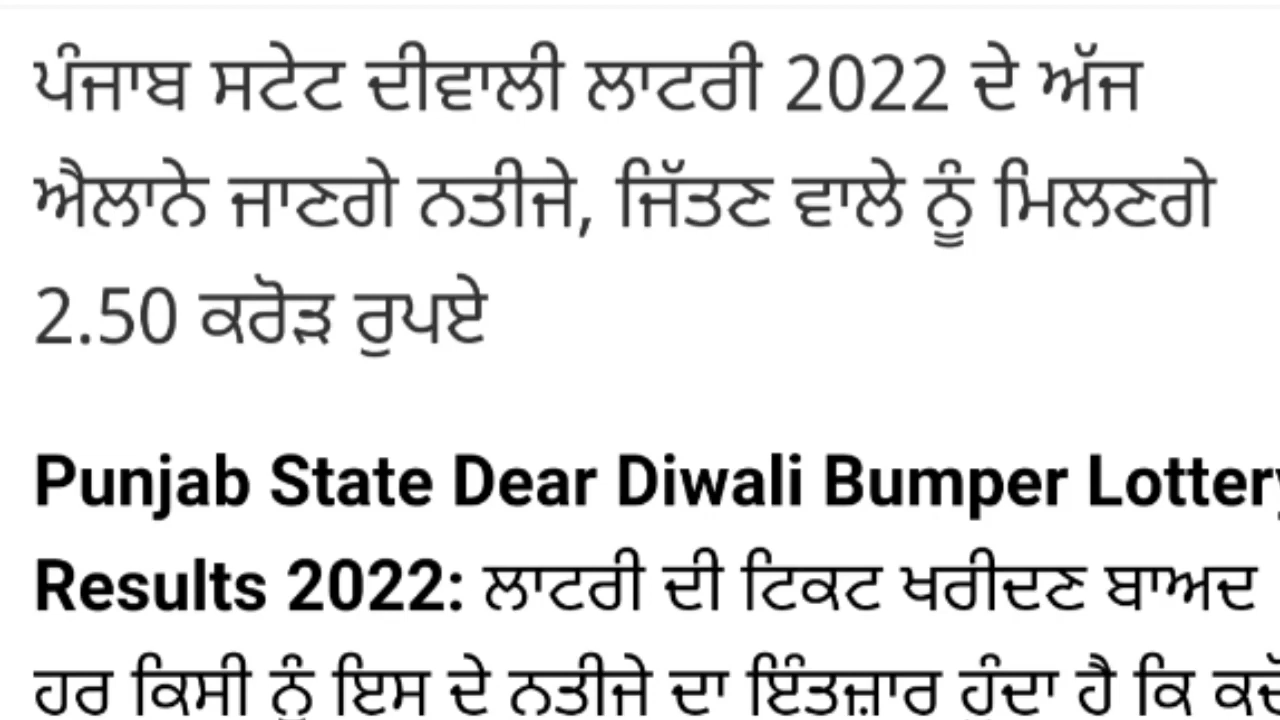 ਪੰਜਾਬ ਸਟੇਟ ਦੀਵਾਲੀ ਲਾਟਰੀ 2022 ਦੇ ਅੱਜ
ਐਲਾਨੇ ਜਾਣਗੇ ਨਤੀਜੇ, ਜਿੱਤਣ ਵਾਲੇ ਨੂੰ ਮਿਲਣਗੇ
2.50 ਕਰੋੜ ਰੁਪਏ
Punjab State Dear Diwali Bumper Lottery
Results 2022: ਲਾਟਰੀ ਦੀ ਟਿਕਟ ਖਰੀਦਣ ਬਾਅਦ
ਹਰ ਕਿਸੀ ਨੂੰ ਇਸ ਦੇ ਨਤੀਜੇ ਦਾ ਇੰਤਜ਼ਾਰ ਹੁੰਦਾ ਹੈ ਕਿ